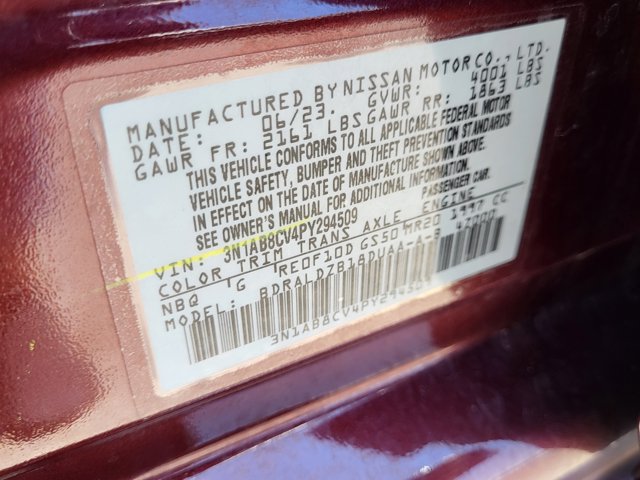 MANUFACTURED BY NISSAN MOTOR CO., LTD.
DATE: 06/23. GVWR: 4001 LBS
GAWR FR: 2161 LBS GAWR RR: 1863 LBS
THIS VEHICLE CONFORMS TO ALL APPLICABLE FEDERAL MOTOR
VEHICLE SAFETY, BUMPER AND THEFT PREVENTION STANDARDS
IN EFFECT ON THE DATE OF MANUFACTURE SHOWN ABOVE.
SEE OWNER'S MANUAL FOR ADDITIONAL INFORMATION.
VIN: 3N1AB8CV4PY294509 PASSENGER CAR
COLOR TRIM TRANS AXLE ENGINE
NBQ G RE0F10D GS50 MR20 1997 CC
MODEL: BDRALDZB18DUAA-A-B 42000
3N1AB8CV4PY294509